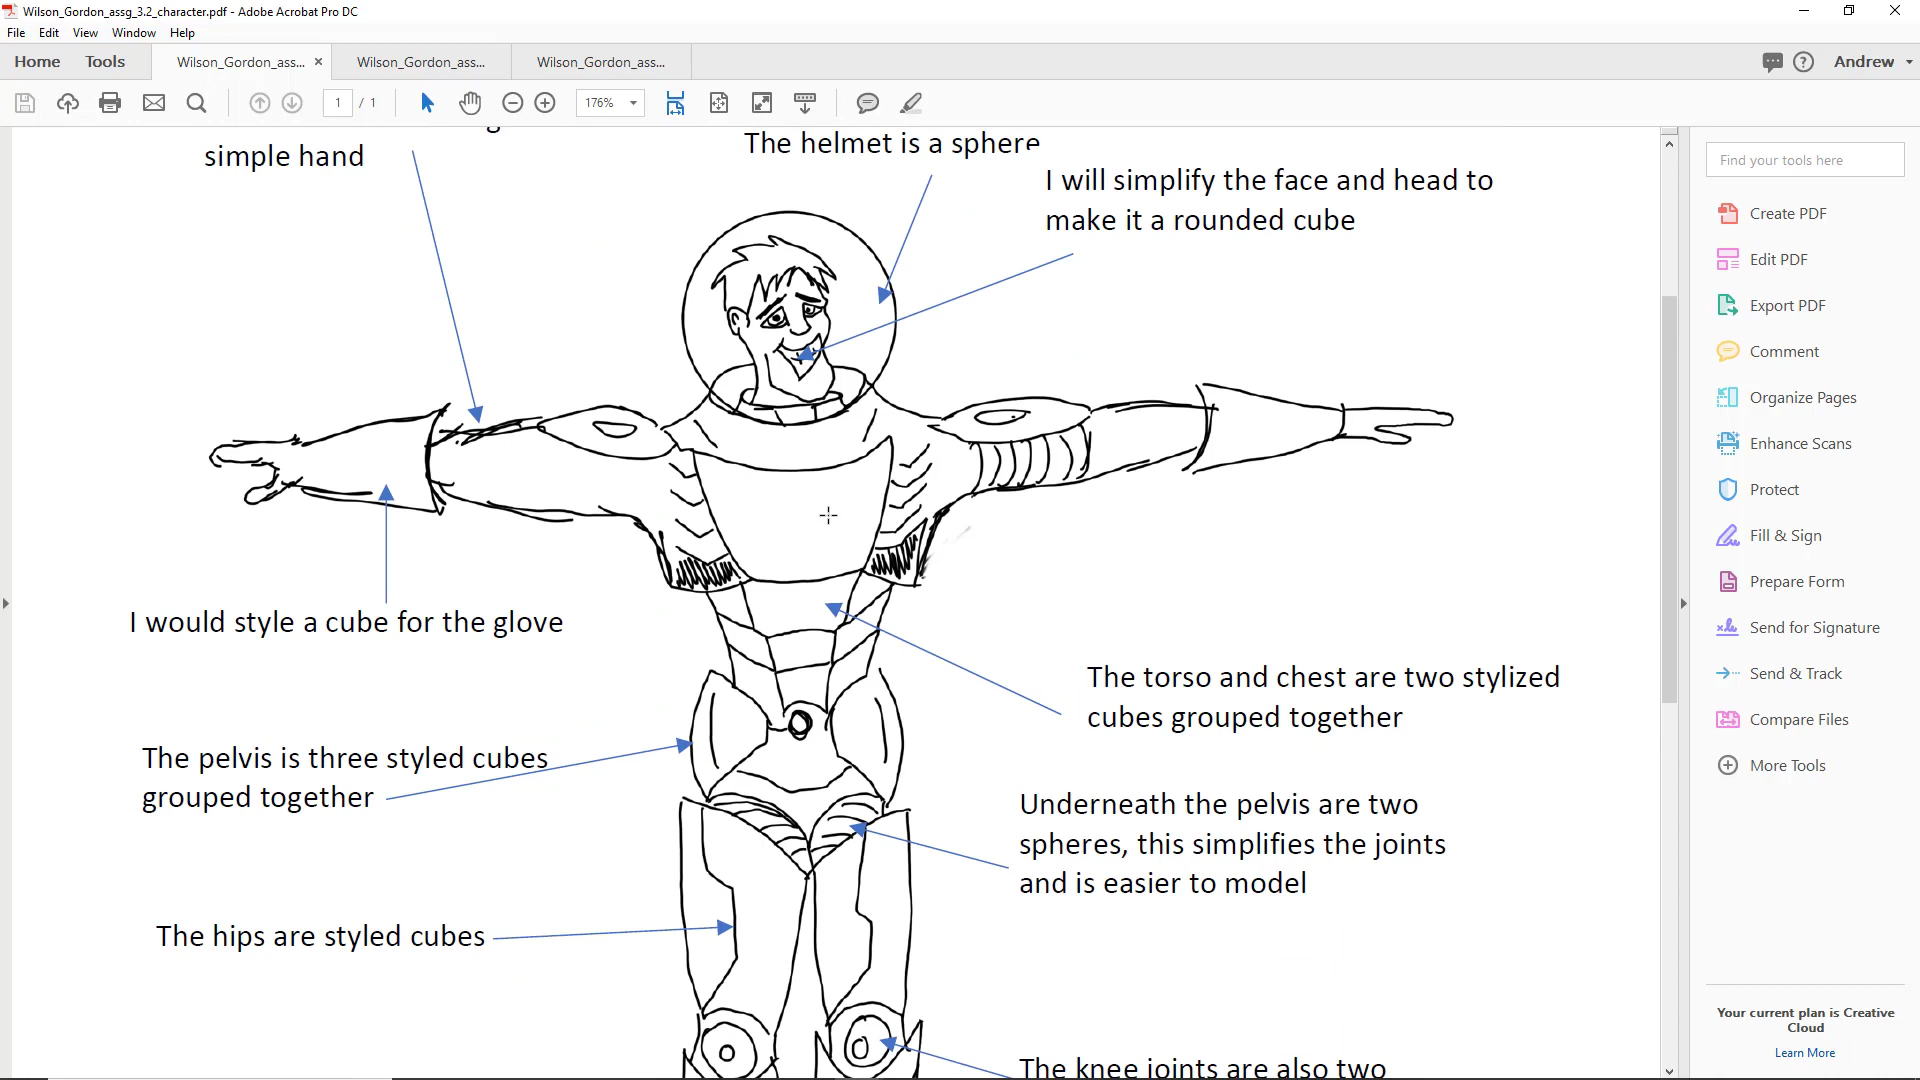 Wilson_Gordon_assg_3.2_character.pdf - Adobe Acrobat Pro DC
File Edit View Window Help
Home Tools Wilson_Gordon_ass... × Wilson_Gordon_ass... Wilson_Gordon_ass... Andrew
1 / 1 176%
simple hand
The helmet is a sphere
I will simplify the face and head to
make it a rounded cube
I would style a cube for the glove
The torso and chest are two stylized
cubes grouped together
The pelvis is three styled cubes
grouped together
Underneath the pelvis are two
spheres, this simplifies the joints
and is easier to model
The hips are styled cubes
The knee joints are also two
Find your tools here
Create PDF
Edit PDF
Export PDF
Comment
Organize Pages
Enhance Scans
Protect
Fill & Sign
Prepare Form
Send for Signature
Send & Track
Compare Files
More Tools
Your current plan is Creative
Cloud
Learn More